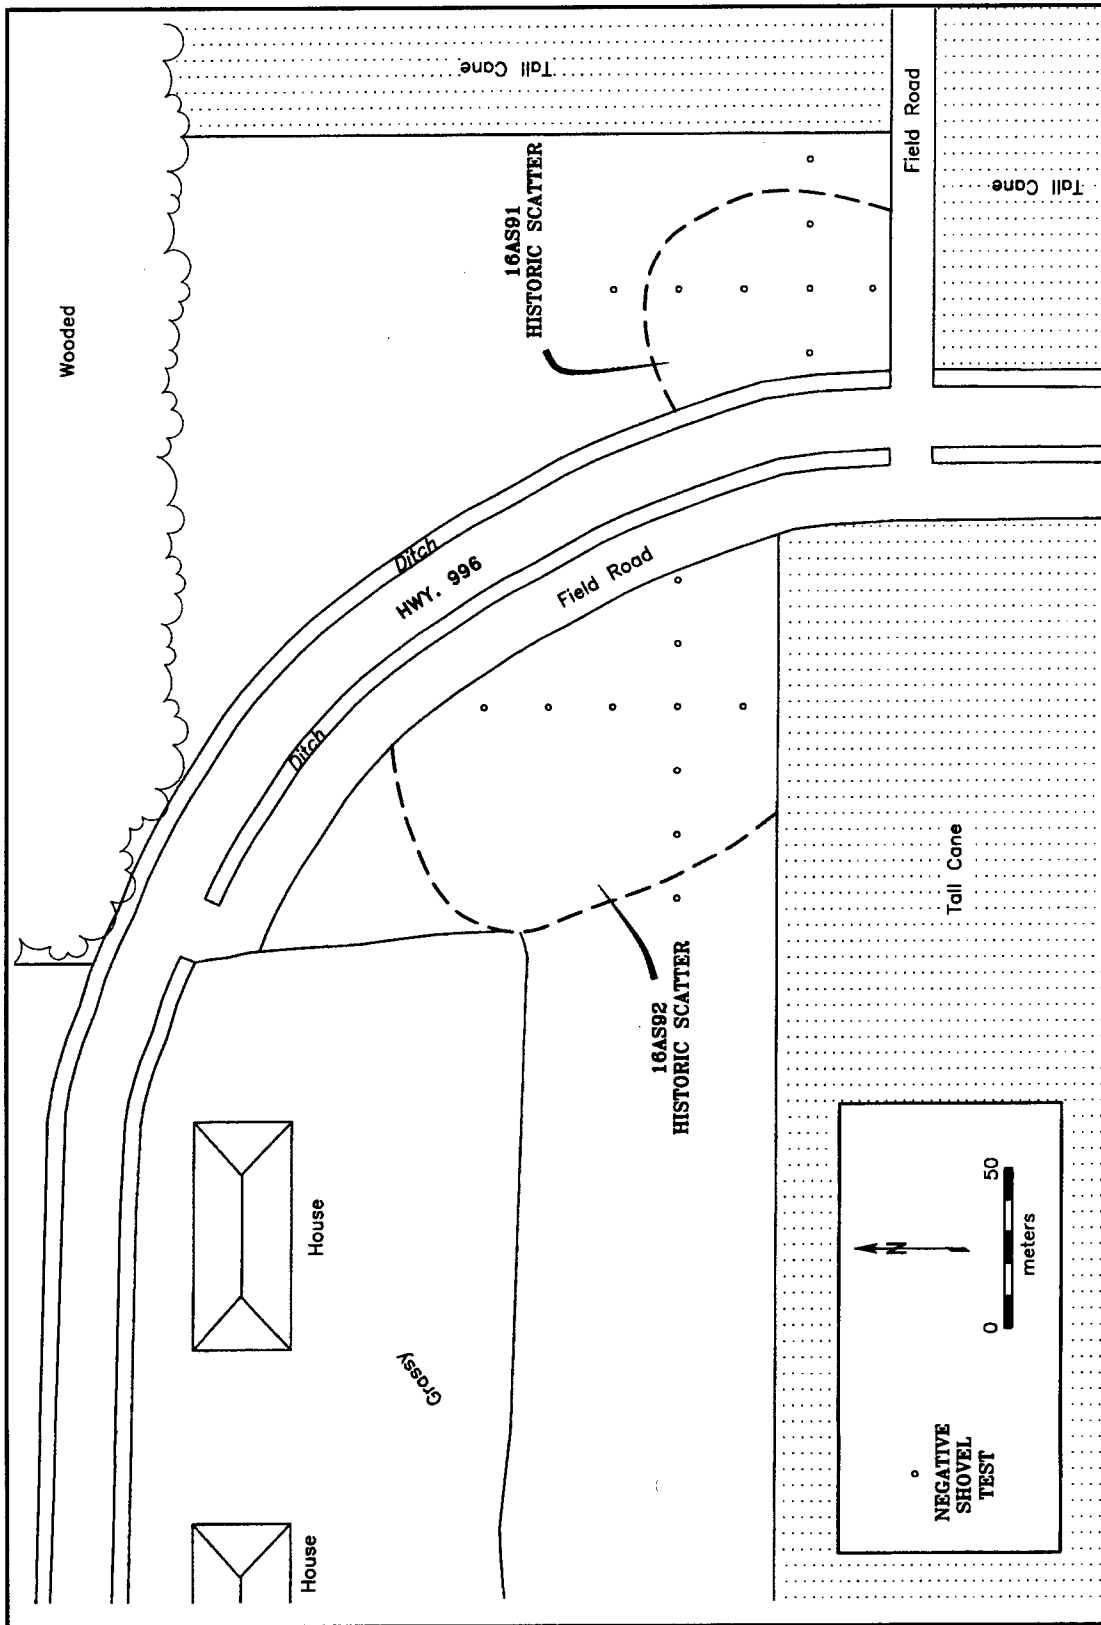 Wooded
Tall Cane
16AS91
HISTORIC SCATTER
Field Road
Tall Cane
Ditch
HWY. 996
Field Road
Ditch
16AS92
HISTORIC SCATTER
Tall Cane
House
House
Grassy
NEGATIVE
SHOVEL
TEST
N
0
50
meters